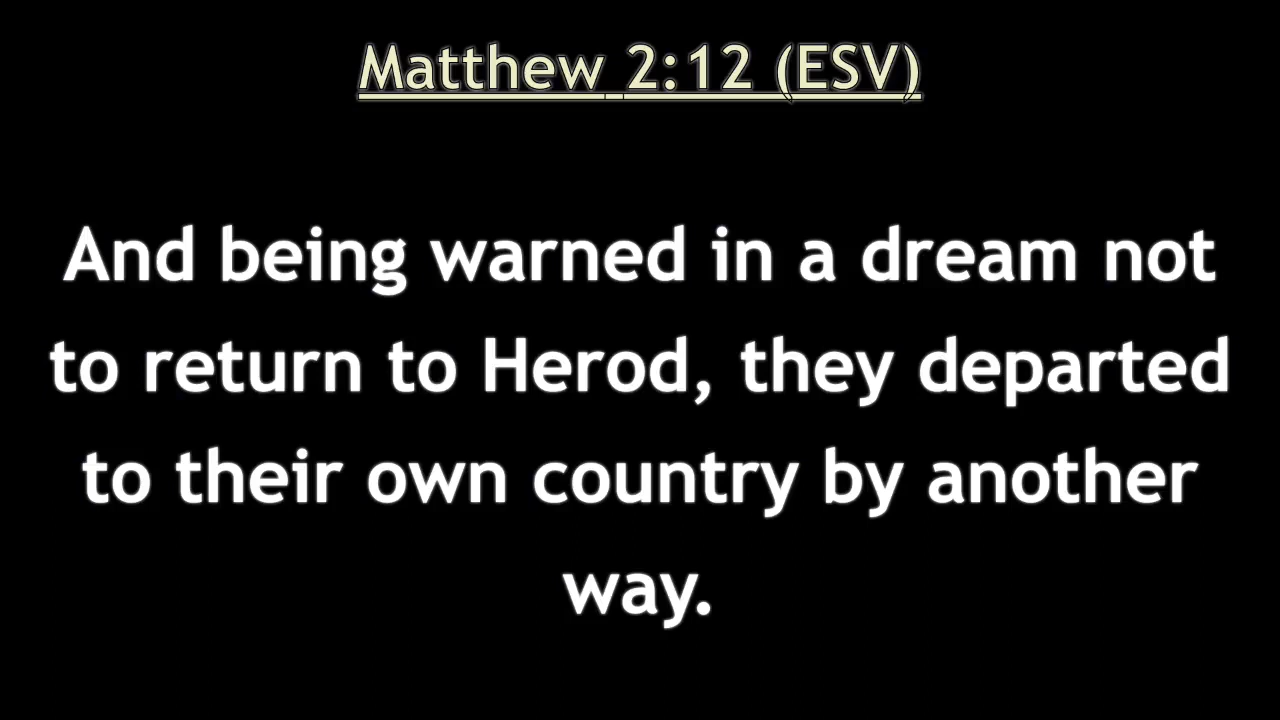 Matthew 2:12 (ESV)
And being warned in a dream not
to return to Herod, they departed
to their own country by another
way.